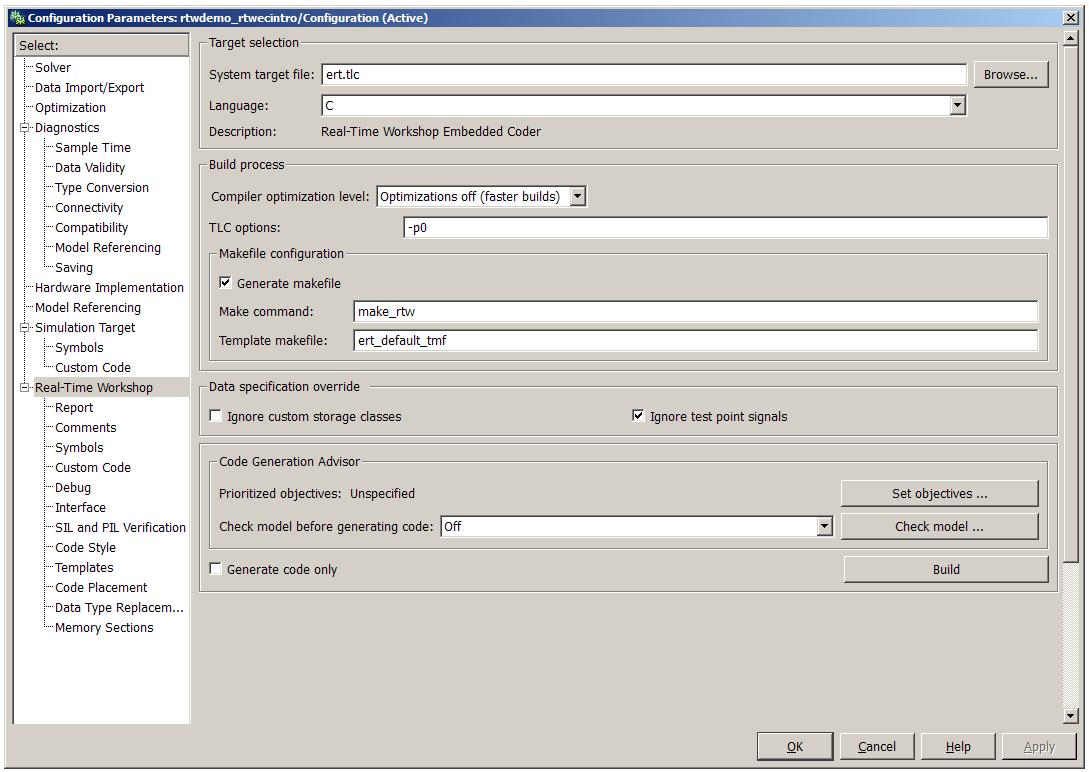 Configuration Parameters: rtwdemo_rtwecintro/Configuration (Active)
Select:
Solver
Data Import/Export
Optimization
Diagnostics
Sample Time
Data Validity
Type Conversion
Connectivity
Compatibility
Model Referencing
Saving
Hardware Implementation
Model Referencing
Simulation Target
Symbols
Custom Code
Real-Time Workshop
Report
Comments
Symbols
Custom Code
Debug
Interface
SIL and PIL Verification
Code Style
Templates
Code Placement
Data Type Replacem...
Memory Sections
Target selection
System target file: ert.tlc Browse...
Language: C
Description: Real-Time Workshop Embedded Coder
Build process
Compiler optimization level: Optimizations off (faster builds)
TLC options: -p0
Makefile configuration
Generate makefile
Make command: make_rtw
Template makefile: ert_default_tmf
Data specification override
Ignore custom storage classes Ignore test point signals
Code Generation Advisor
Prioritized objectives: Unspecified Set objectives ...
Check model before generating code: Off Check model ...
Generate code only Build
OK Cancel Help Apply